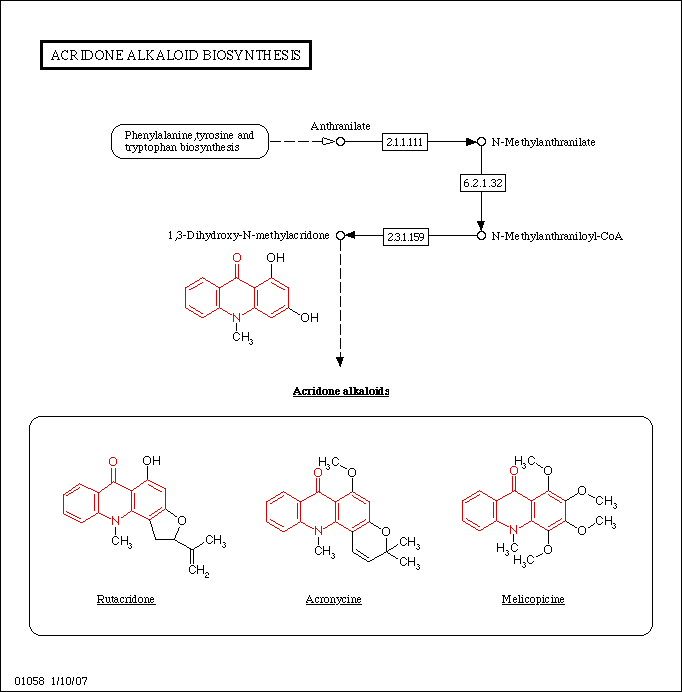 ACRIDONE ALKALOID BIOSYNTHESIS
Phenylalanine,tyrosine and
tryptophan biosynthesis
Anthranilate
2.1.1.111
N-Methylanthranilate
6.2.1.32
1,3-Dihydroxy-N-methylacridone
2.3.1.159
N-Methylanthraniloyl-CoA
O
OH
N
OH
CH3
Acridone alkaloids
O
OH
N
CH3
O
CH3
CH2
Rutacridone
H3C
O
O
N
CH3
O
CH3
CH3
Acronycine
H3C
O
O
O
CH3
N
CH3
O
CH3
H3C
O
Melicopicine
01058 1/10/07